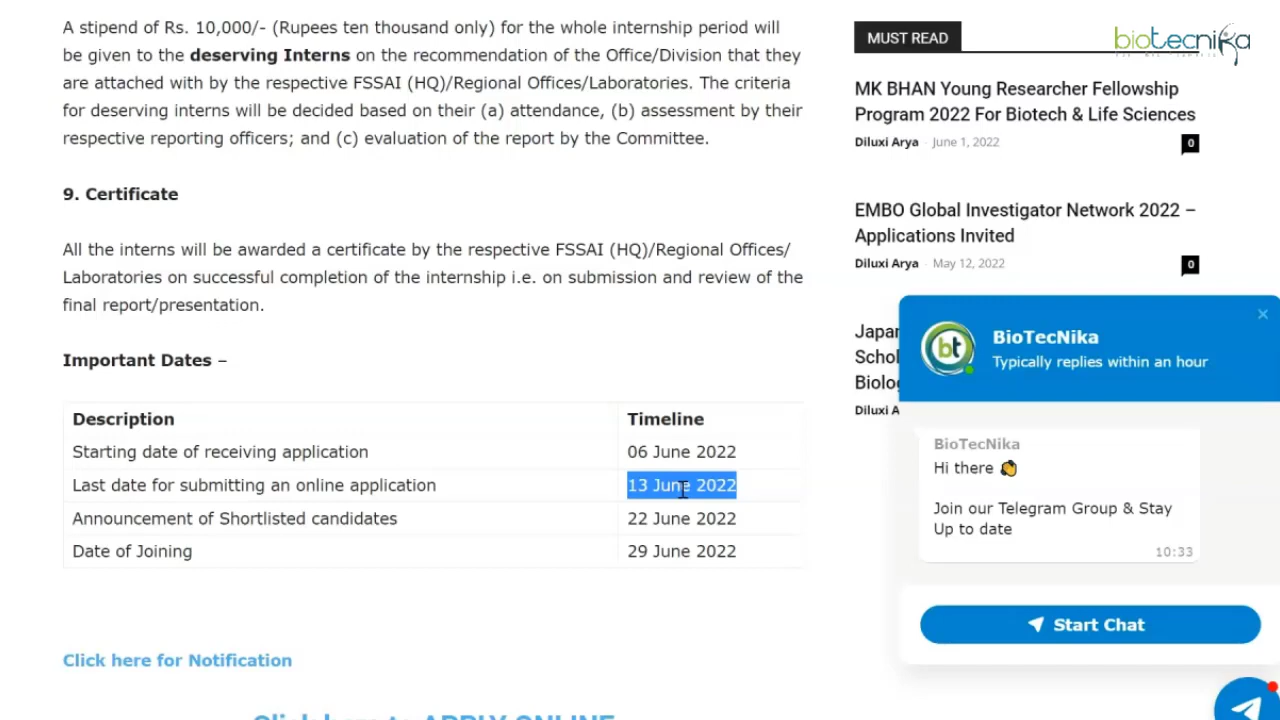 A stipend of Rs. 10,000/- (Rupees ten thousand only) for the whole internship period will
be given to the deserving Interns on the recommendation of the Office/Division that they
are attached with by the respective FSSAI (HQ)/Regional Offices/Laboratories. The criteria
for deserving interns will be decided based on their (a) attendance, (b) assessment by their
respective reporting officers; and (c) evaluation of the report by the Committee.
9. Certificate
All the interns will be awarded a certificate by the respective FSSAI (HQ)/Regional Offices/
Laboratories on successful completion of the internship i.e. on submission and review of the
final report/presentation.
Important Dates –
Description Timeline
Starting date of receiving application 06 June 2022
Last date for submitting an online application 13 June 2022
Announcement of Shortlisted candidates 22 June 2022
Date of Joining 29 June 2022
Click here for Notification
Click here to APPLY ONLINE
MUST READ
biotecnika
MK BHAN Young Researcher Fellowship
Program 2022 For Biotech & Life Sciences
Diluxi Arya - June 1, 2022 0
EMBO Global Investigator Network 2022 –
Applications Invited
Diluxi Arya - May 12, 2022 0
Japan
Schol
Biolog
Diluxi A
bt
BioTecNika
Typically replies within an hour
BioTecNika
Hi there
Join our Telegram Group & Stay
Up to date
10:33
Start Chat